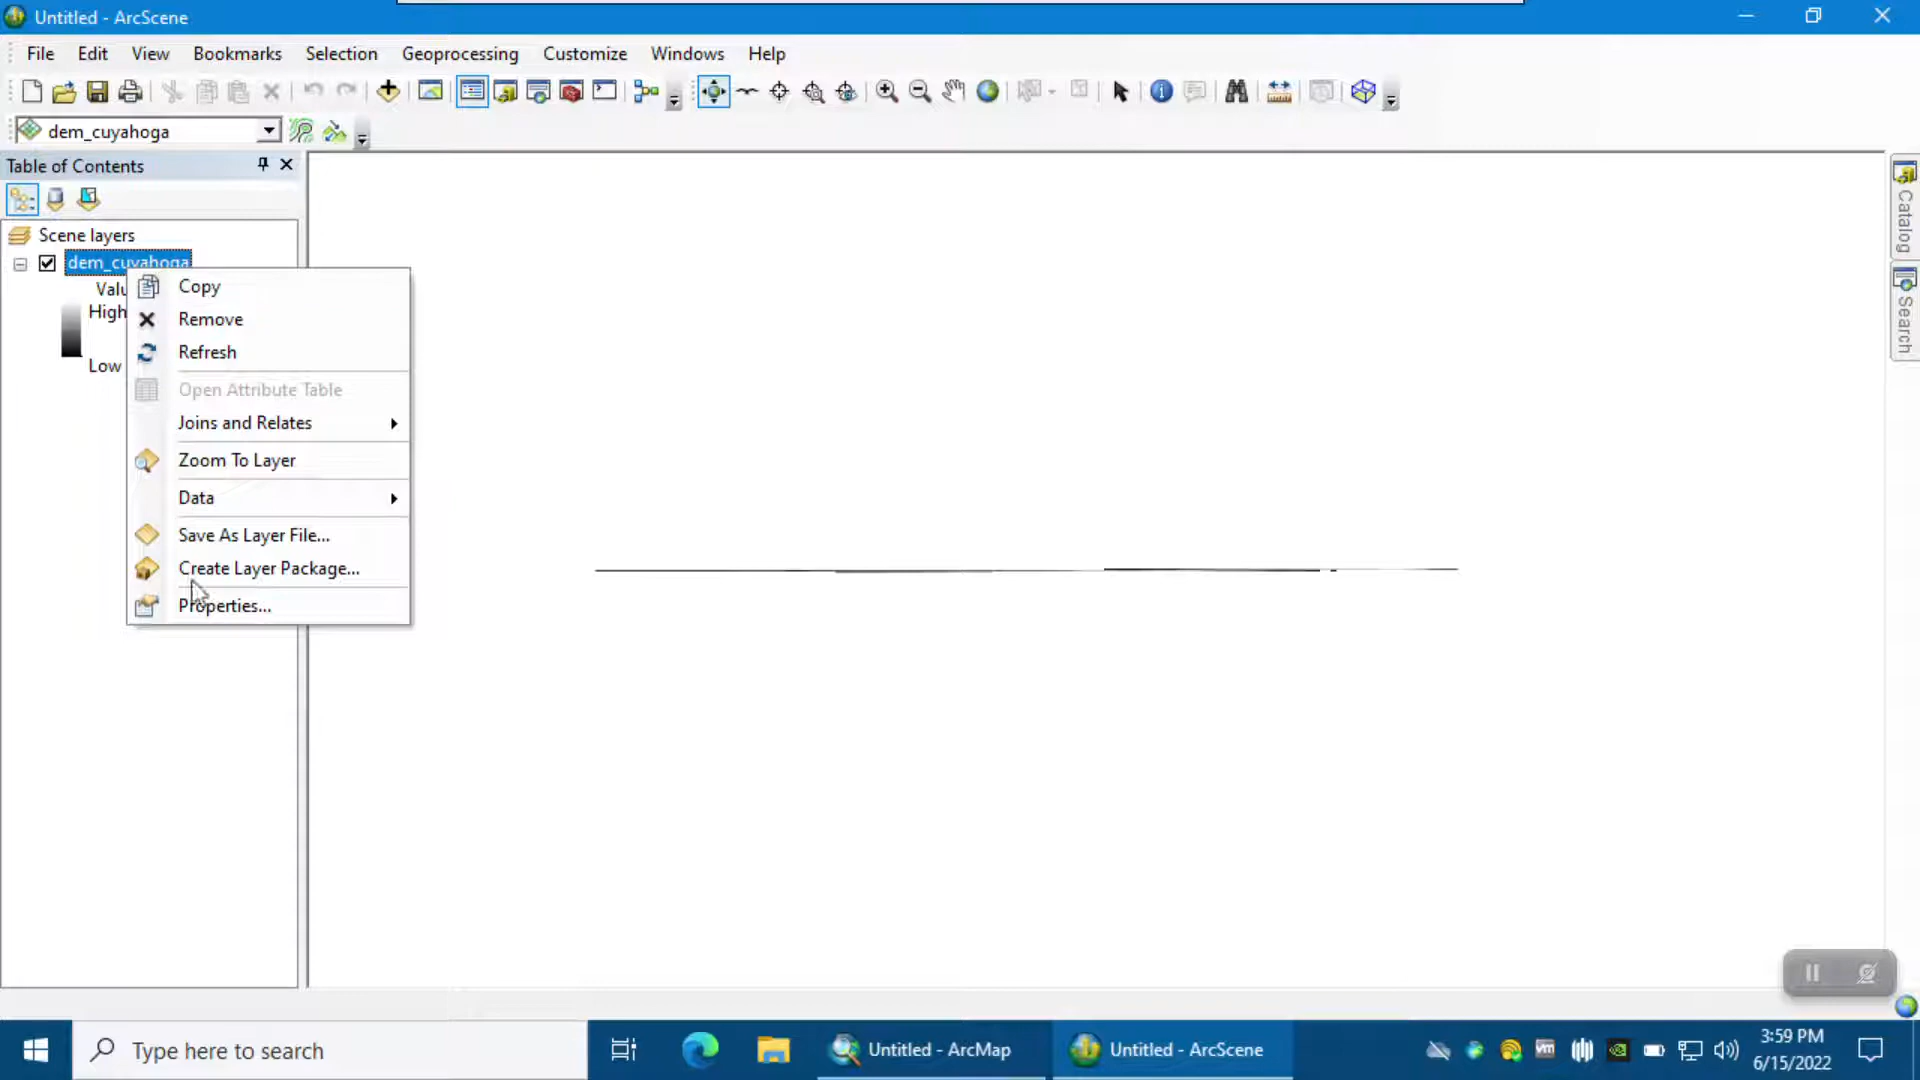 Untitled - ArcScene
File Edit View Bookmarks Selection Geoprocessing Customize Windows Help
dem_cuyahoga
Table of Contents
Scene layers
dem_cuyahoga
Valu
High
Low
Copy
Remove
Refresh
Open Attribute Table
Joins and Relates
Zoom To Layer
Data
Save As Layer File...
Create Layer Package...
Properties...
Catalog
Search
Type here to search
Untitled - ArcMap
Untitled - ArcScene
3:59 PM
6/15/2022